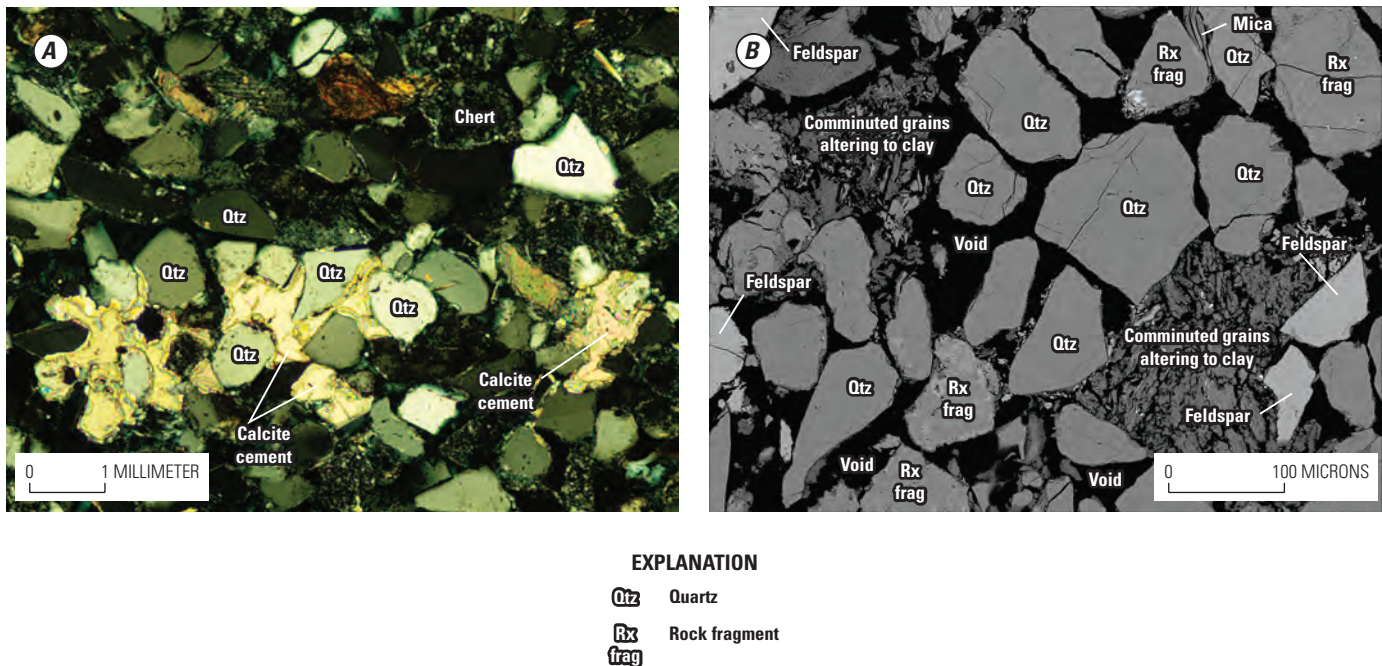 A
Chert
Qtz
Qtz
Qtz
Qtz
Qtz
Qtz
Calcite
cement
Calcite
cement
0 1 MILLIMETER
B
Feldspar
Mica
Rx
frag
Qtz
Rx
frag
Qtz
Comminuted grains
altering to clay
Qtz
Qtz
Qtz
Void
Feldspar
Feldspar
Qtz
Comminuted grains
altering to clay
Qtz
Rx
frag
Feldspar
Void
Rx
frag
Void
0 100 MICRONS
EXPLANATION
Qtz Quartz
Rx
frag Rock fragment